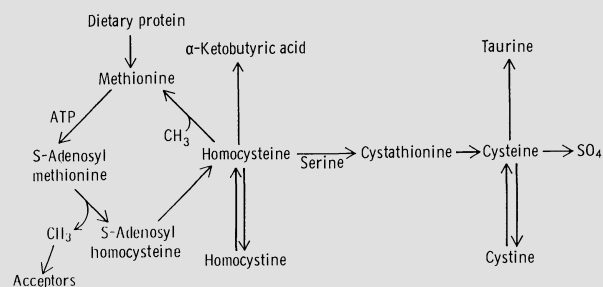 Dietary protein
α-Ketobutyric acid
Taurine
Methionine
ATP
CH3
S-Adenosyl
methionine
Homocysteine
Serine
Cystathionine
Cysteine
SO4
CH3
S-Adenosyl
homocysteine
Homocystine
Cystine
Acceptors